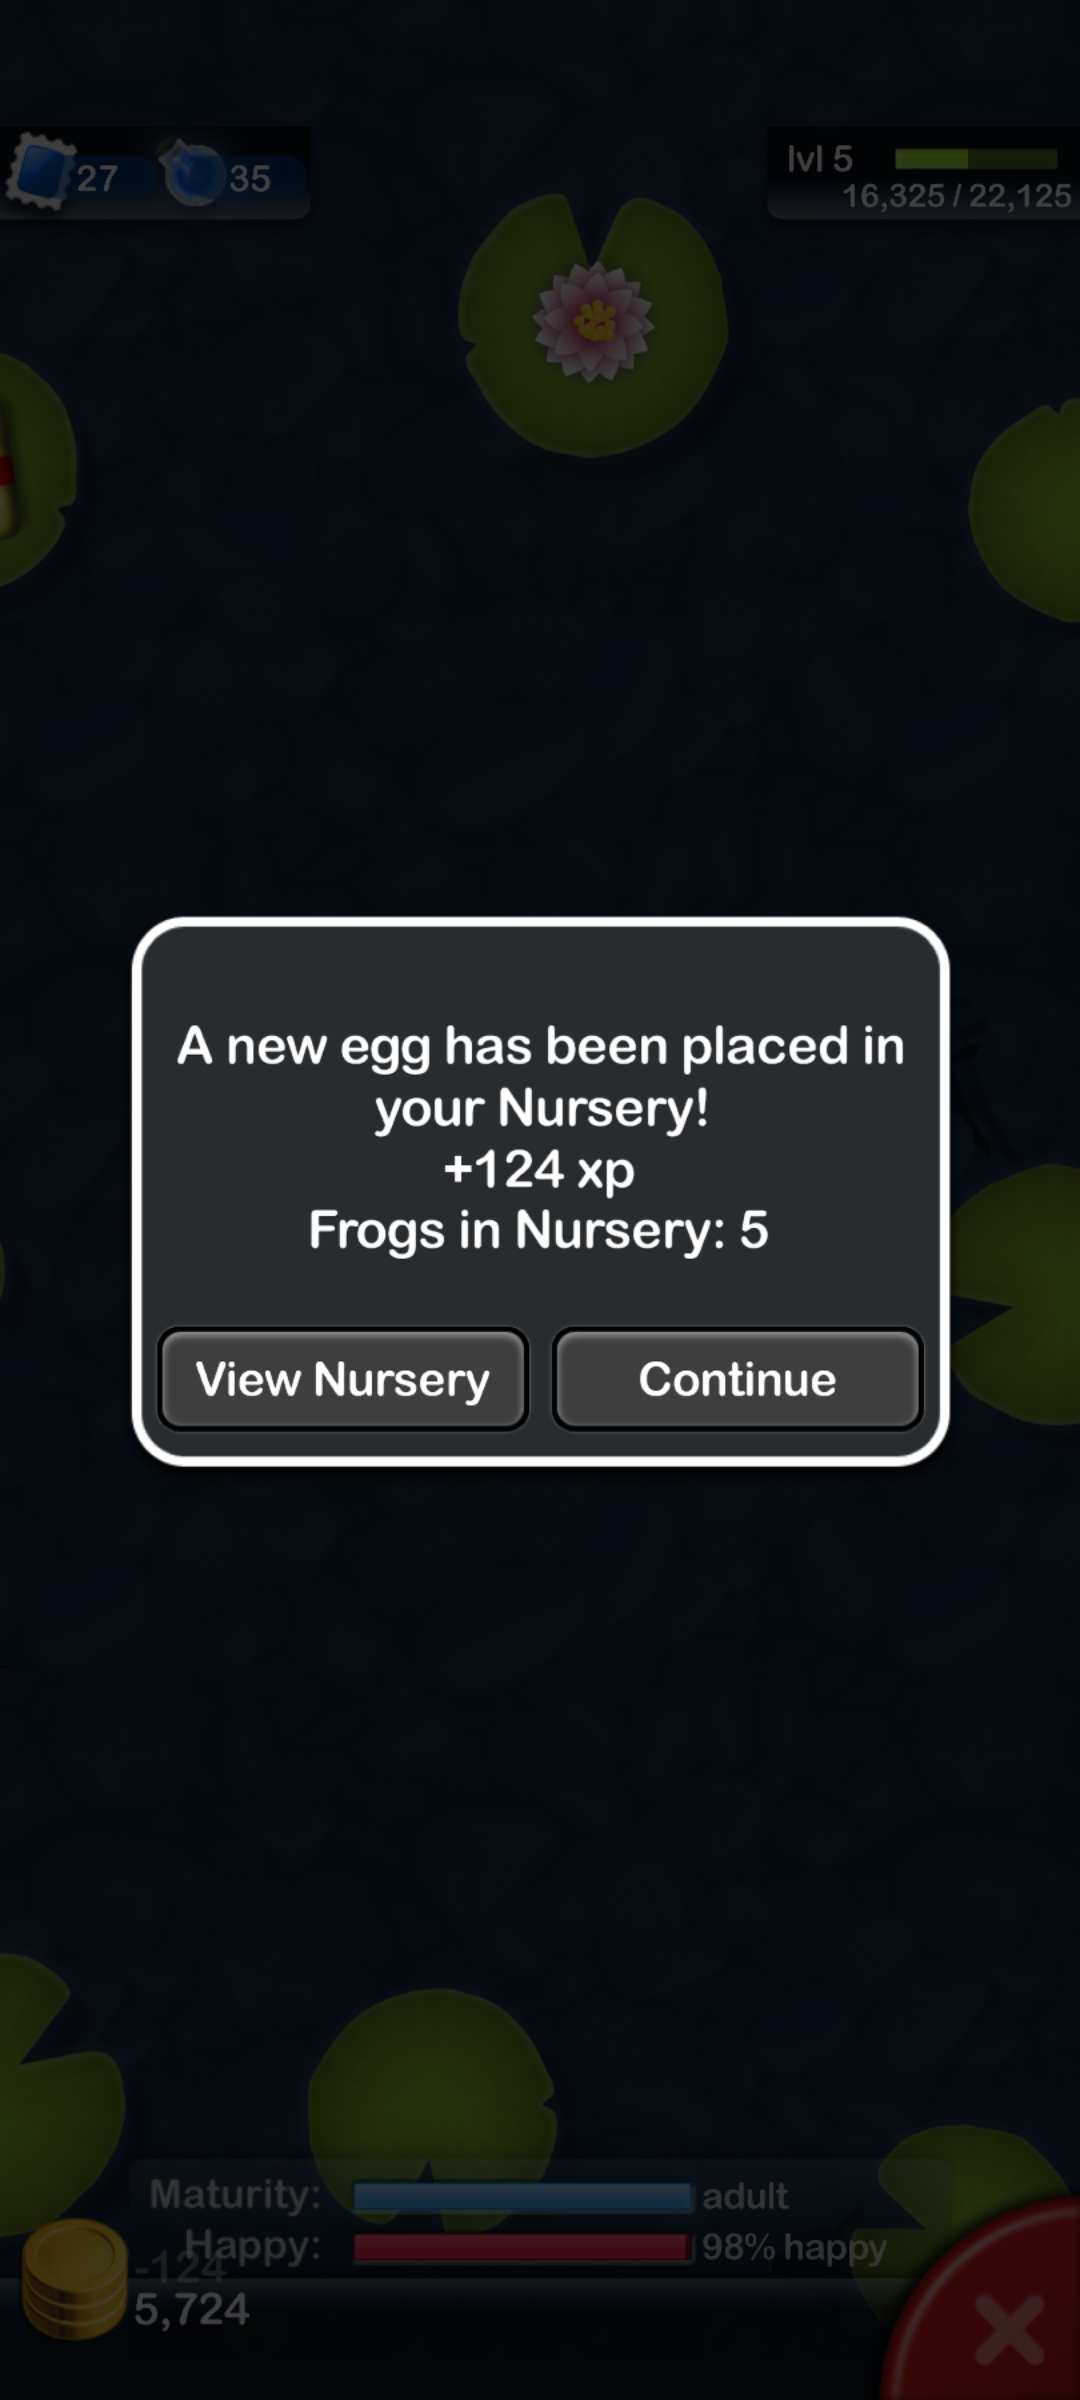 27
35
lvl 5
16,325 / 22,125
A new egg has been placed in
your Nursery!
+124 xp
Frogs in Nursery: 5
View Nursery
Continue
Maturity:
adult
Happy:
98% happy
-124
5,724